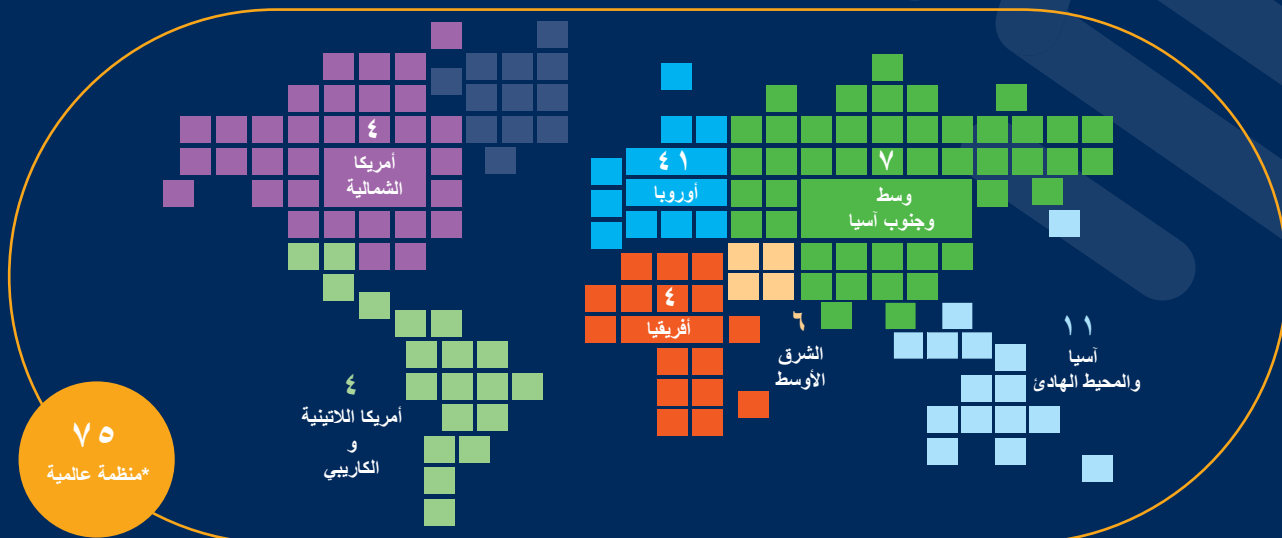 ٤
أمريكا
الشمالية
٤١
أوروبا
٧
وسط
وجنوب آسيا
٤
أفريقيا
٦
الشرق
الأوسط
١١
آسيا
والمحيط الهادئ
٤
أمريكا اللاتينية
و
الكاريبي
٧٥
*منظمة عالمية